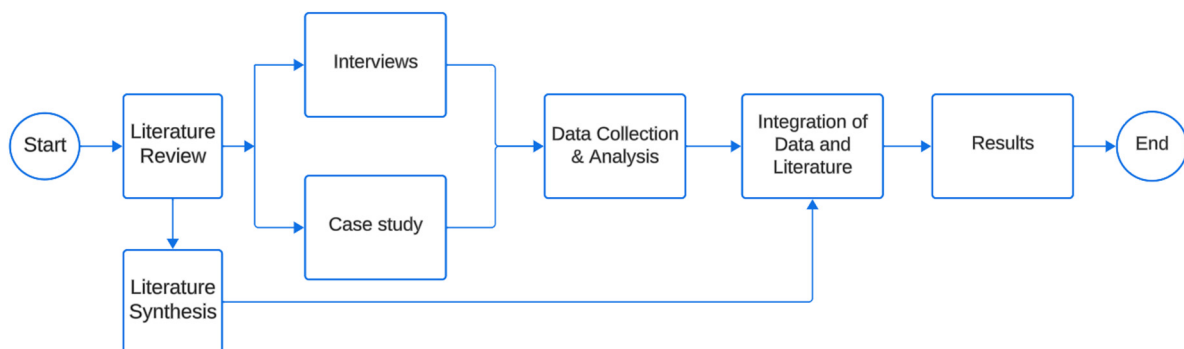 Start
Literature
Review
Interviews
Case study
Literature
Synthesis
Data Collection
& Analysis
Integration of
Data and
Literature
Results
End